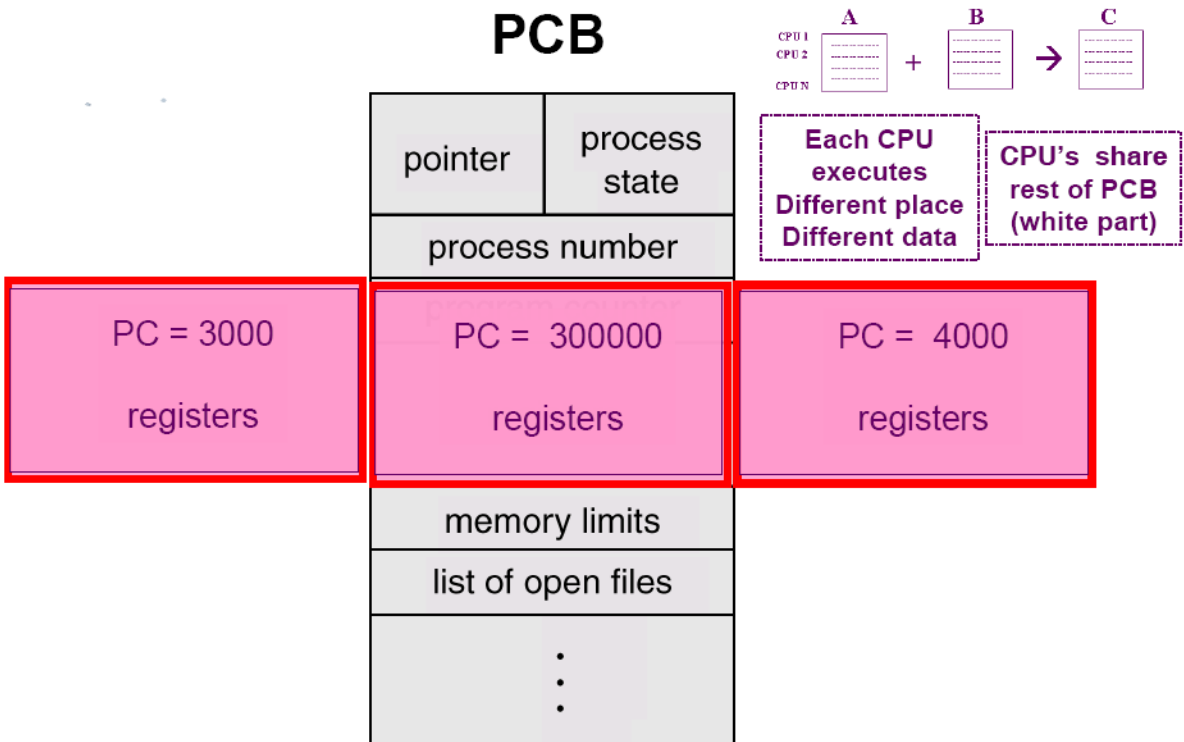 PCB
A
B
C
CPU 1
CPU 2
CPU N
+
→
Each CPU
executes
Different place
Different data
CPU's share
rest of PCB
(white part)
pointer
process
state
process number
program counter
PC = 3000
registers
PC = 300000
registers
PC = 4000
registers
memory limits
list of open files